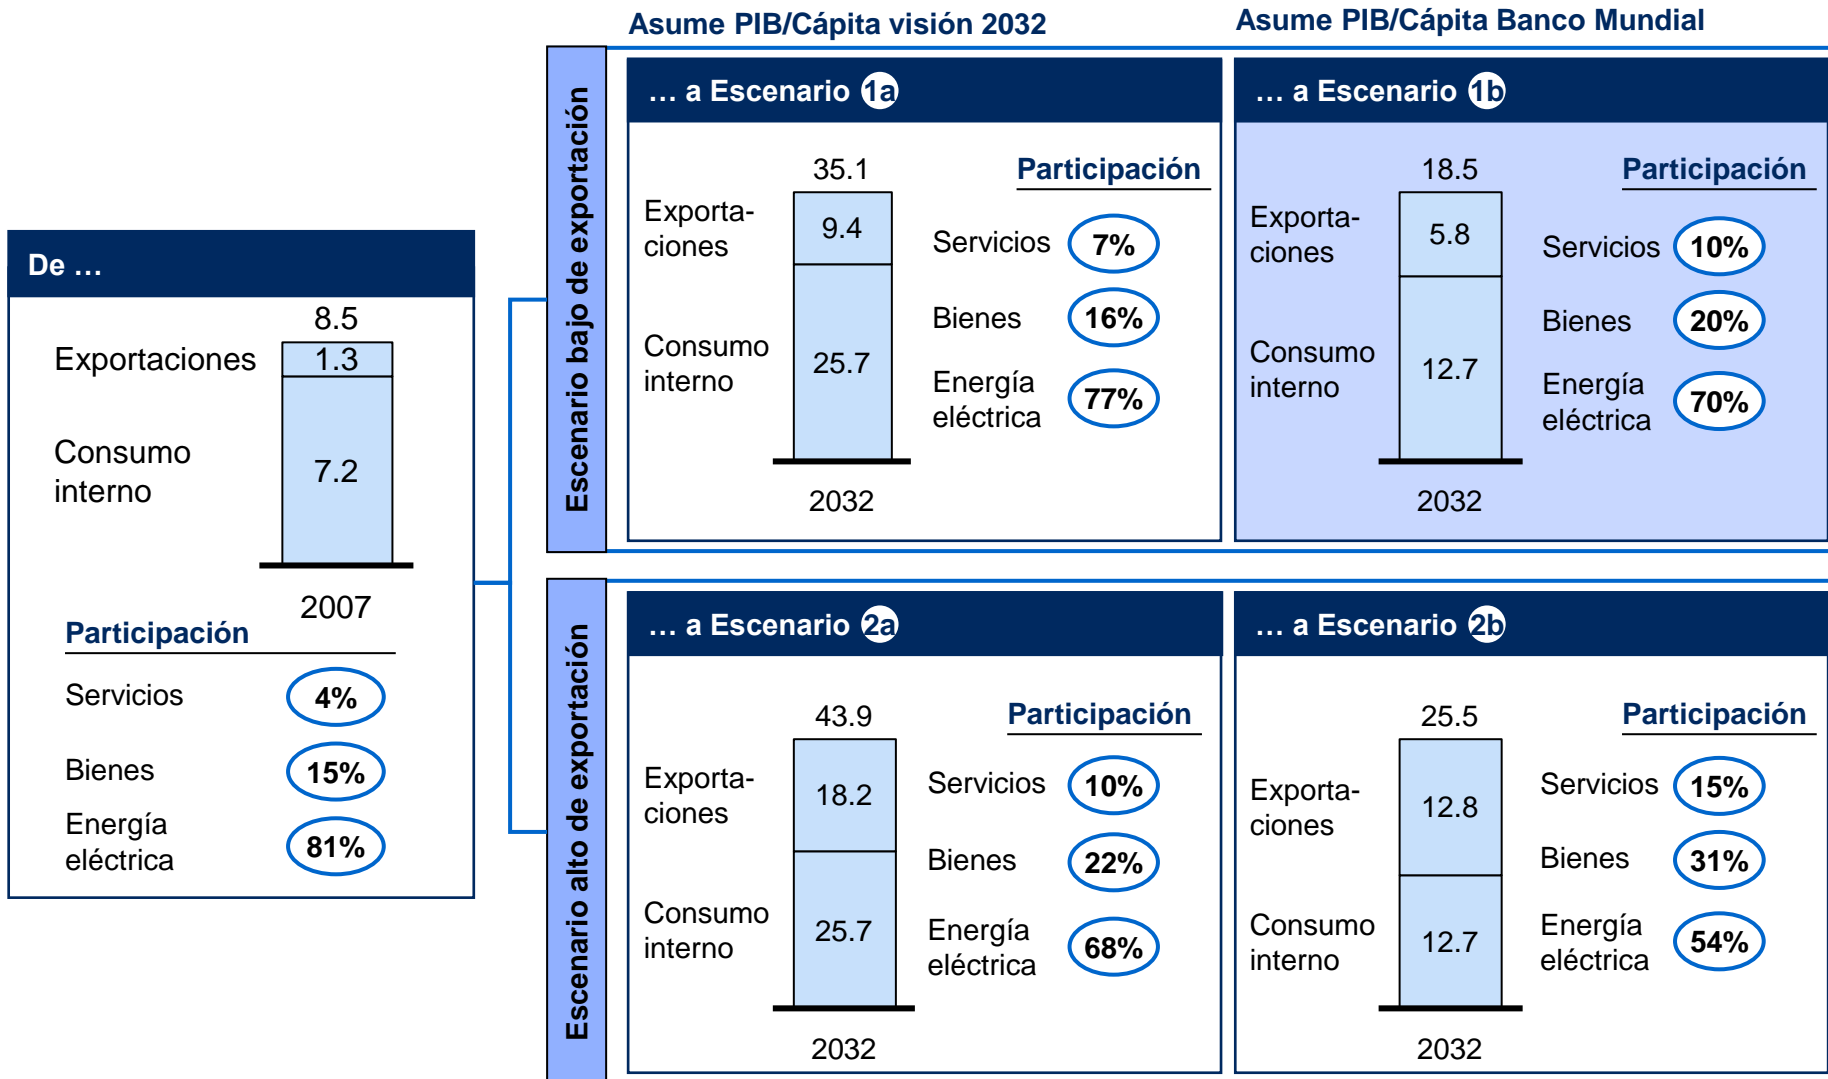 Asume PIB/Cápita visión 2032
Asume PIB/Cápita Banco Mundial
De …
8.5
Exportaciones
1.3
Consumo
interno
7.2
2007
Participación
Servicios
4%
Bienes
15%
Energía
eléctrica
81%
Escenario bajo de exportación
… a Escenario 1a
35.1
Exporta-
ciones
9.4
Consumo
interno
25.7
2032
Participación
Servicios
7%
Bienes
16%
Energía
eléctrica
77%
… a Escenario 1b
18.5
Exporta-
ciones
5.8
Consumo
interno
12.7
2032
Participación
Servicios
10%
Bienes
20%
Energía
eléctrica
70%
Escenario alto de exportación
… a Escenario 2a
43.9
Exporta-
ciones
18.2
Consumo
interno
25.7
2032
Participación
Servicios
10%
Bienes
22%
Energía
eléctrica
68%
… a Escenario 2b
25.5
Exporta-
ciones
12.8
Consumo
interno
12.7
2032
Participación
Servicios
15%
Bienes
31%
Energía
eléctrica
54%